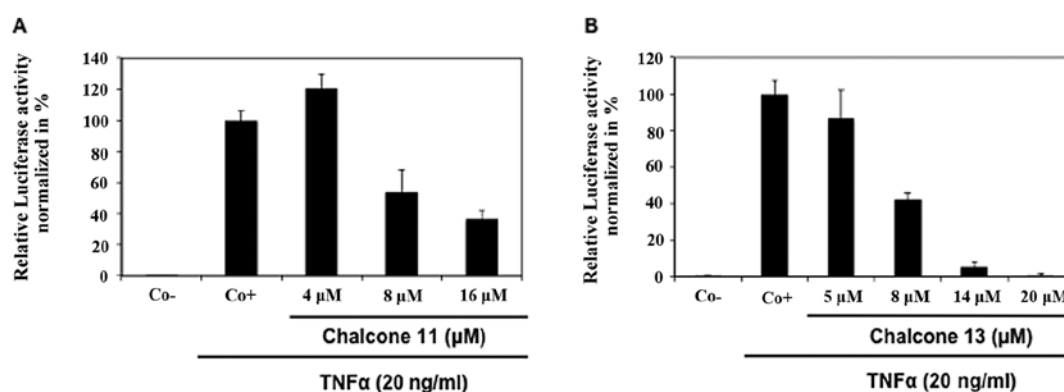 A
Relative Luciferase activity
normalized in %
140
120
100
80
60
40
20
0
Co-
Co+
4 µM
8 µM
16 µM
Chalcone 11 (µM)
TNFα (20 ng/ml)
B
Relative Luciferase activity
normalized in %
120
100
80
60
40
20
0
Co-
Co+
5 µM
8 µM
14 µM
20 µM
Chalcone 13 (µM)
TNFα (20 ng/ml)